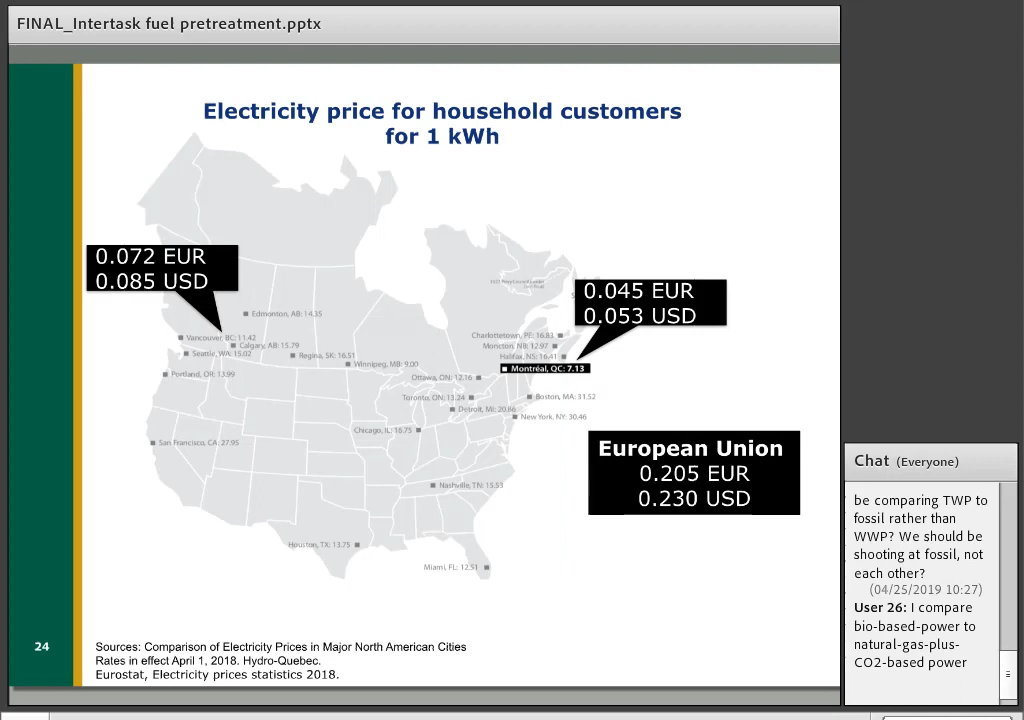 FINAL_Intertask fuel pretreatment.pptx
Electricity price for household customers
for 1 kWh
0.072 EUR
0.085 USD
0.045 EUR
0.053 USD
Edmonton, AB: 14.35
Vancouver, BC: 11.42
Calgary, AB: 15.79
Seattle, WA: 15.02
Regina, SK: 16.51
Winnipeg, MB: 9.00
Portland, OR: 13.99
Charlottetown, PE: 16.83
Moncton, NB: 12.97
Halifax, NS: 16.41
Montréal, QC: 7.13
Ottawa, ON: 12.16
Toronto, ON: 13.24
Boston, MA: 31.52
Detroit, MI: 20.86
New York, NY: 30.46
Chicago, IL: 16.75
San Francisco, CA: 27.95
Nashville, TN: 15.53
Houston, TX: 13.75
Miami, FL: 12.51
European Union
0.205 EUR
0.230 USD
24
Sources: Comparison of Electricity Prices in Major North American Cities
Rates in effect April 1, 2018. Hydro-Quebec.
Eurostat, Electricity prices statistics 2018.
Chat (Everyone)
be comparing TWP to
fossil rather than
WWP? We should be
shooting at fossil, not
each other?
(04/25/2019 10:27)
User 26: I compare
bio-based-power to
natural-gas-plus-
CO2-based power